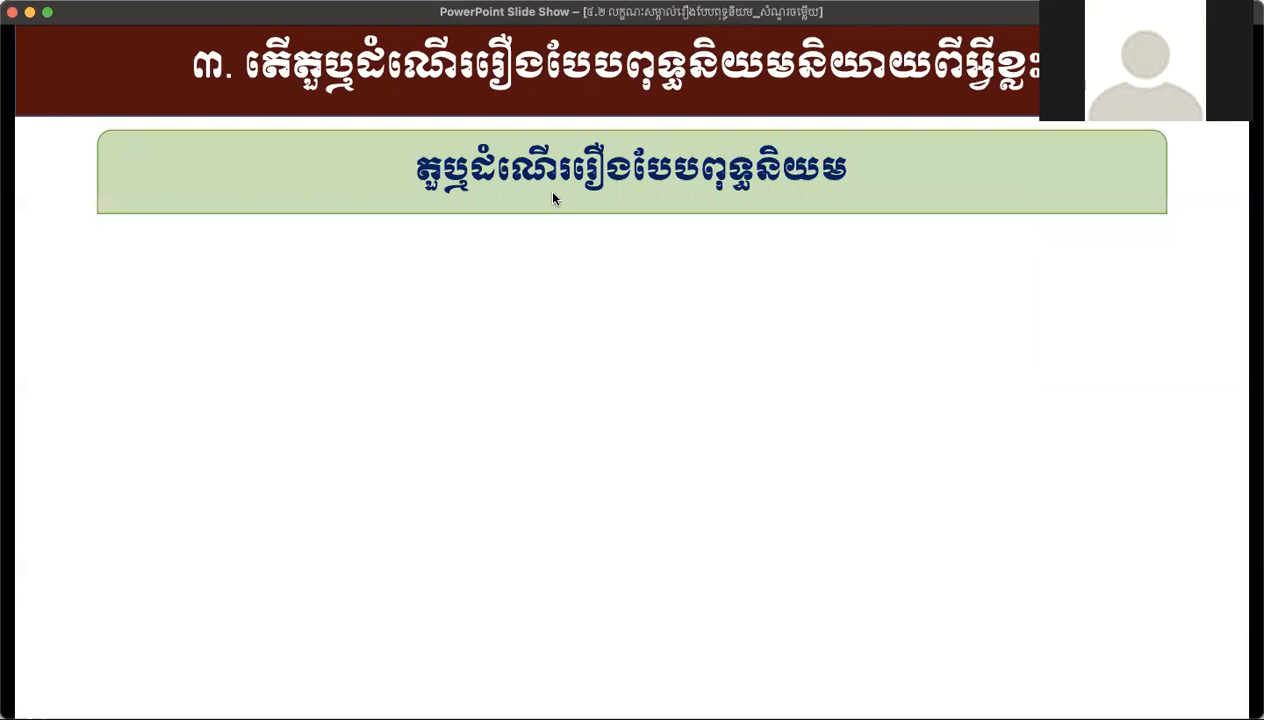 PowerPoint Slide Show – [៤.២ លក្ខណៈសម្គាល់រឿងបែបពុទ្ធនិយម_សំណួរចម្លើយ]
៣. តើតួឬដំណើររឿងបែបពុទ្ធនិយមនិយាយពីអ្វីខ្លះ
តួឬដំណើររឿងបែបពុទ្ធនិយម